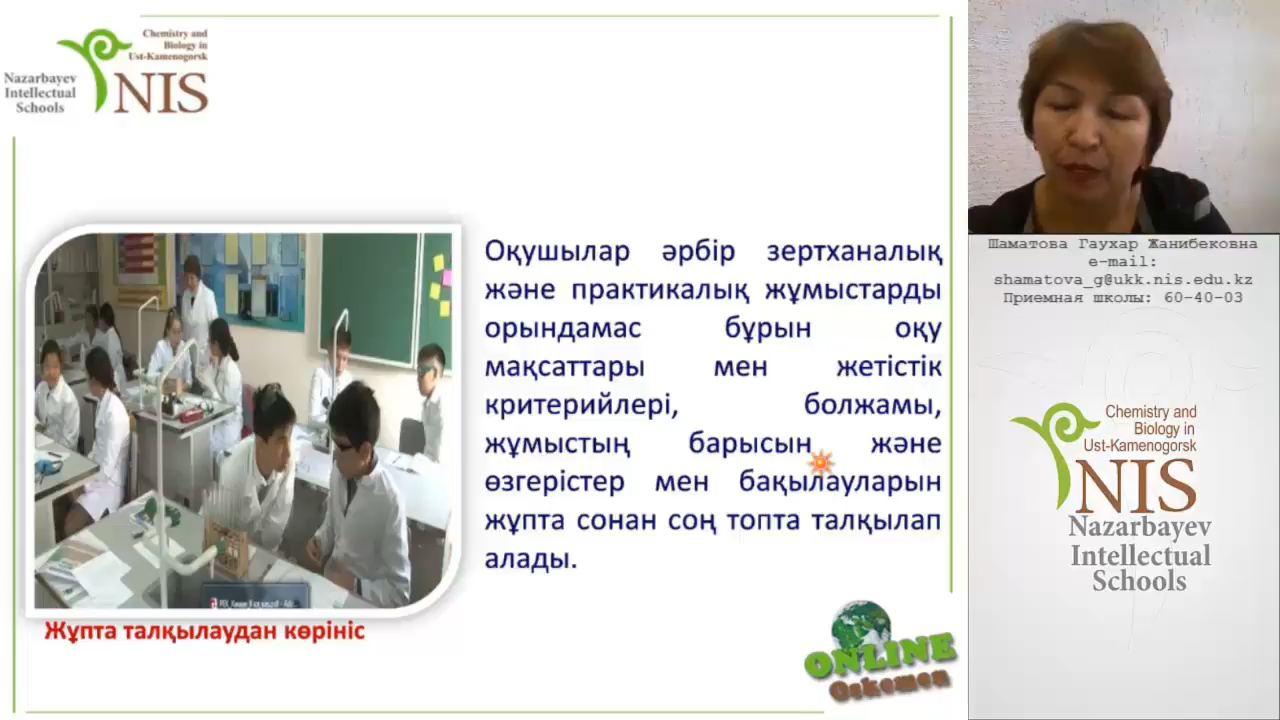 Chemistry and
Biology in
Ust-Kamenogorsk
Nazarbayev
Intellectual
Schools
NIS
Оқушылар әрбір зертханалық
және практикалық жұмыстарды
орындамас бұрын оқу
мақсаттары мен жетістік
критерийлері, болжамы,
жұмыстың барысын және
өзгерістер мен бақылауларын
жұпта сонан соң топта талқылап
алады.
Жұпта талқылаудан көрініс
ONLINE
Oskemen
Шаматова Гаухар Жанибековна
e-mail:
shamatova_g@ukk.nis.edu.kz
Приемная школы: 60-40-03
Chemistry and
Biology in
Ust-Kamenogorsk
NIS
Nazarbayev
Intellectual
Schools